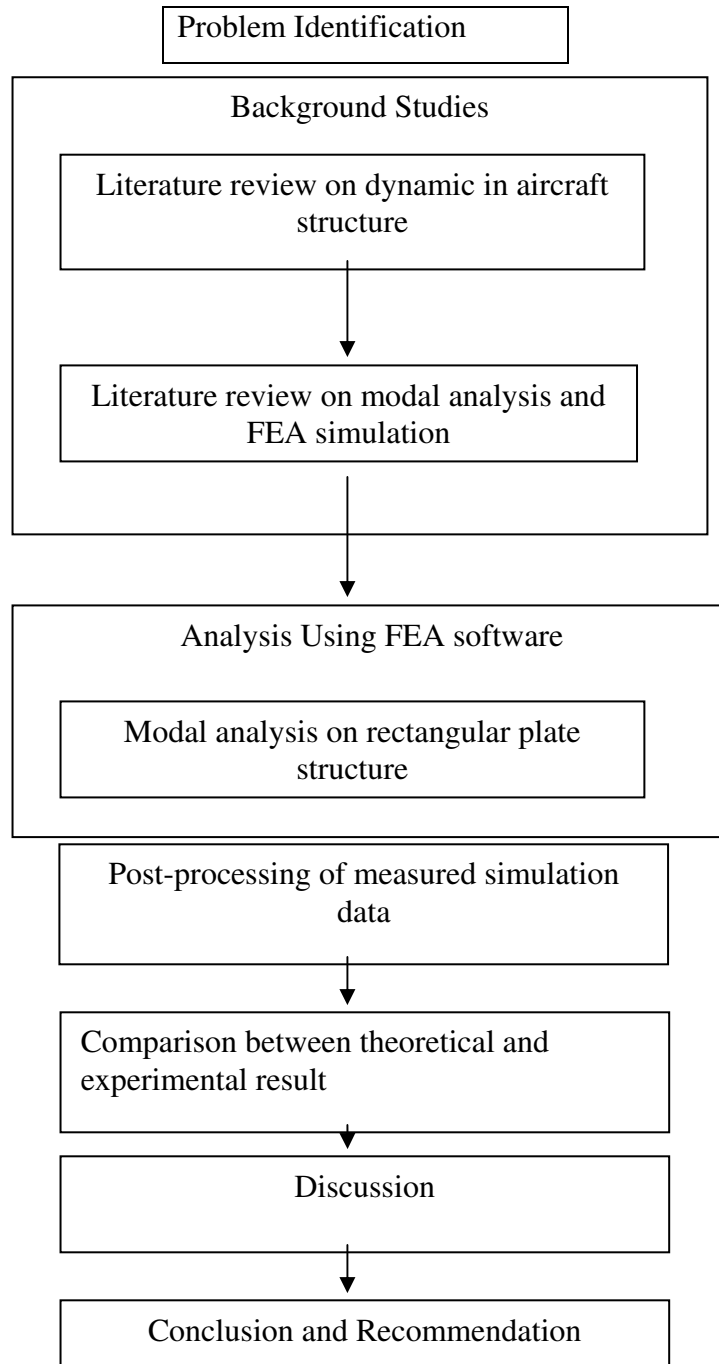 Problem Identification
Background Studies
Literature review on dynamic in aircraft
structure
Literature review on modal analysis and
FEA simulation
Analysis Using FEA software
Modal analysis on rectangular plate
structure
Post-processing of measured simulation
data
Comparison between theoretical and
experimental result
Discussion
Conclusion and Recommendation